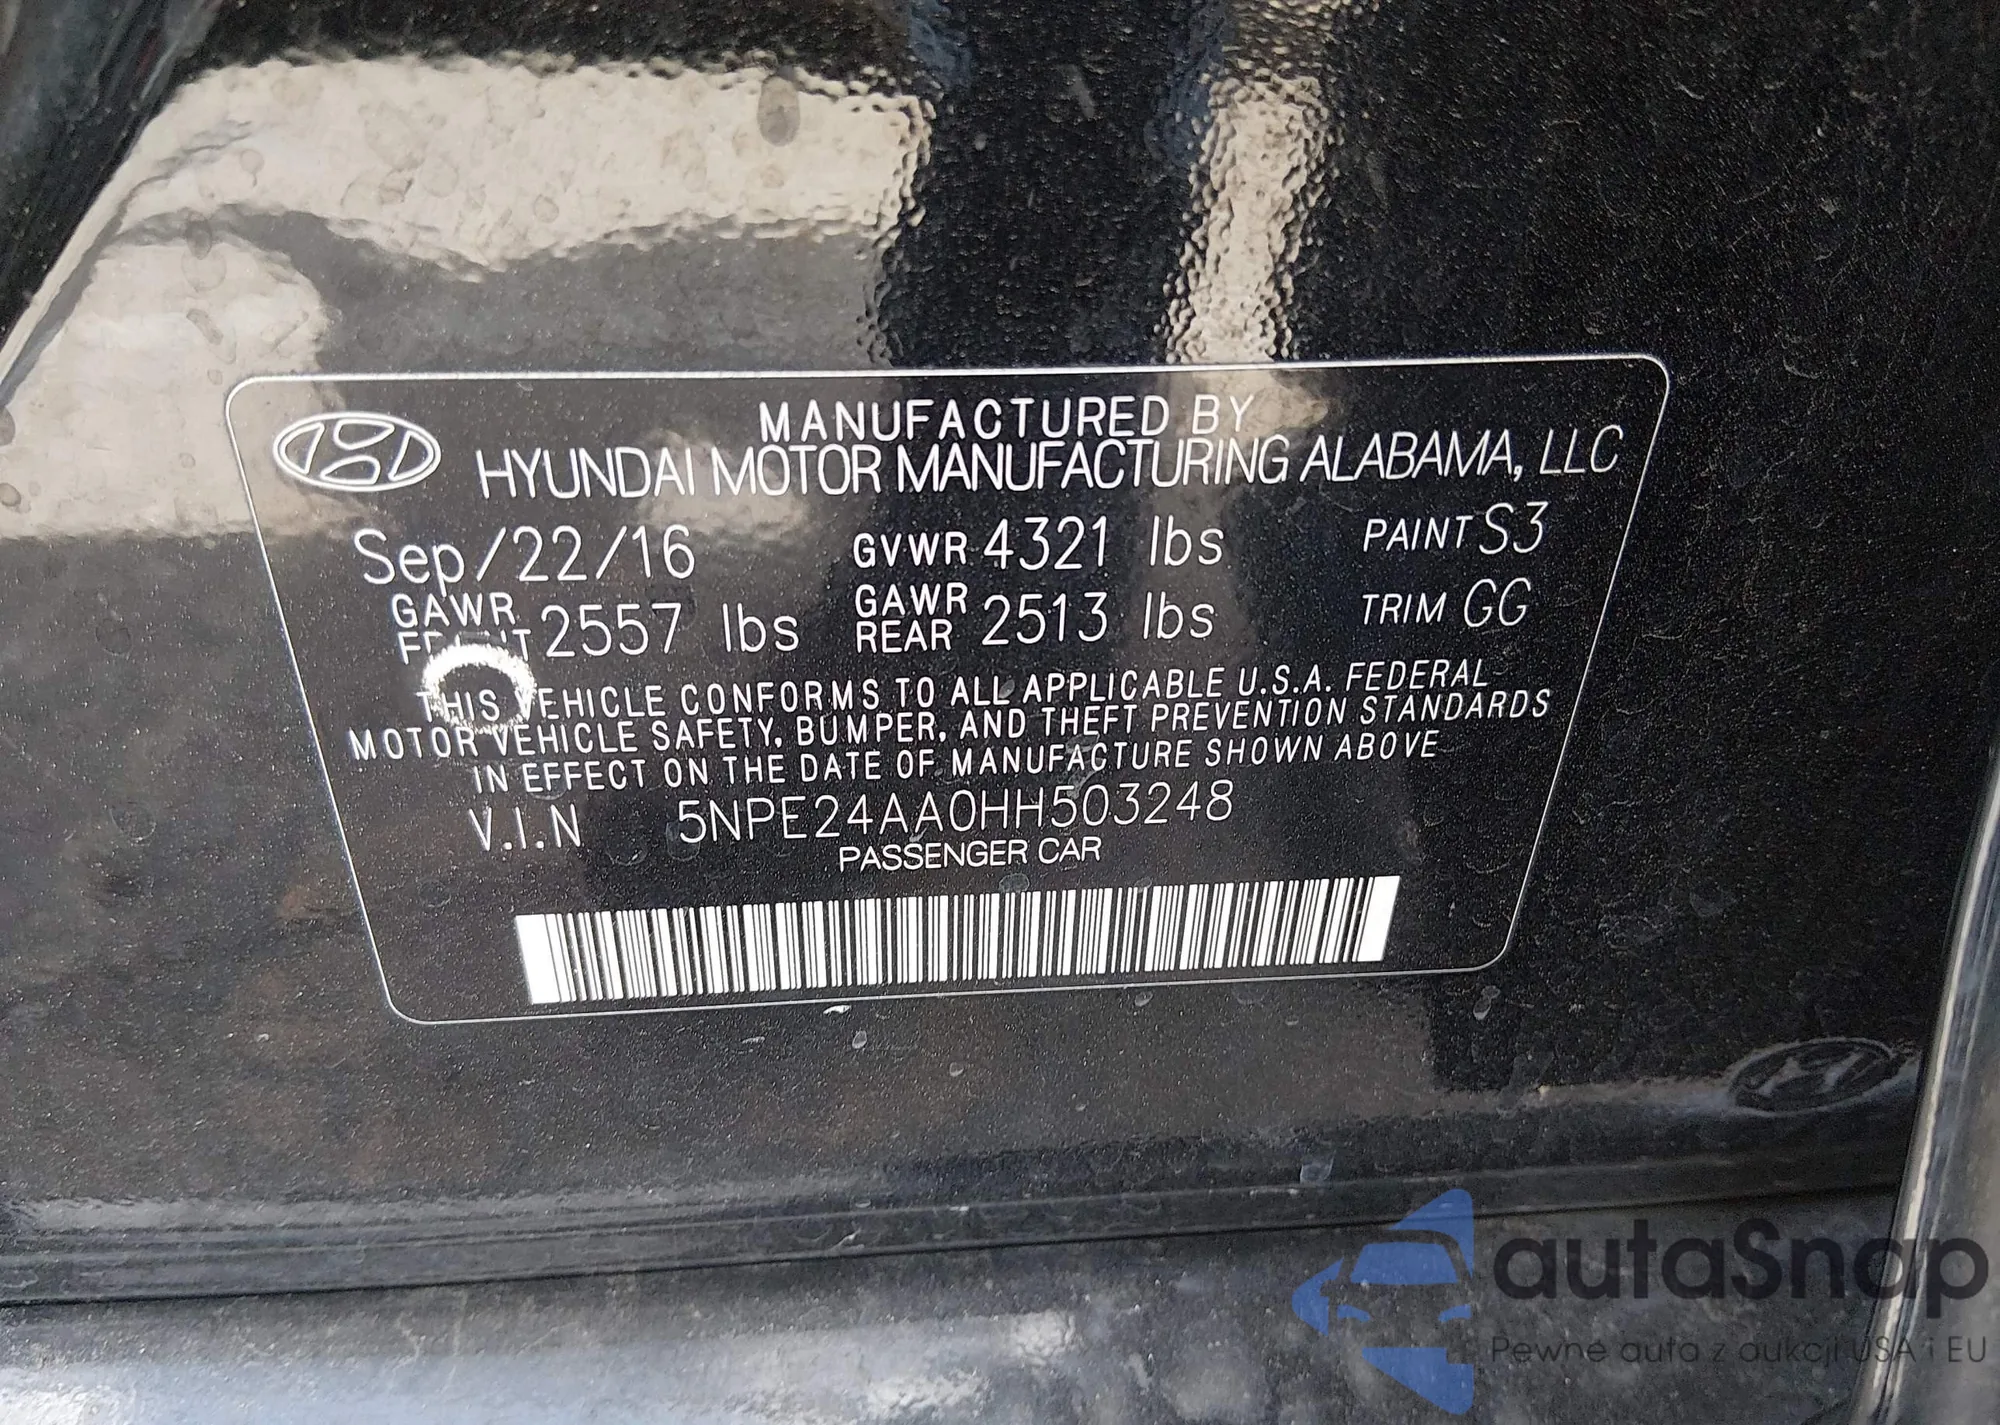 MANUFACTURED BY
HYUNDAI MOTOR MANUFACTURING ALABAMA, LLC
Sep/22/16 GVWR 4321 lbs PAINT S3
GAWR FRONT 2557 lbs GAWR REAR 2513 lbs TRIM GG
THIS VEHICLE CONFORMS TO ALL APPLICABLE U.S.A. FEDERAL
MOTOR VEHICLE SAFETY, BUMPER, AND THEFT PREVENTION STANDARDS
IN EFFECT ON THE DATE OF MANUFACTURE SHOWN ABOVE
V.I.N 5NPE24AA0HH503248
PASSENGER CAR
autaSnap
Pewne auta z aukcji USA i EU